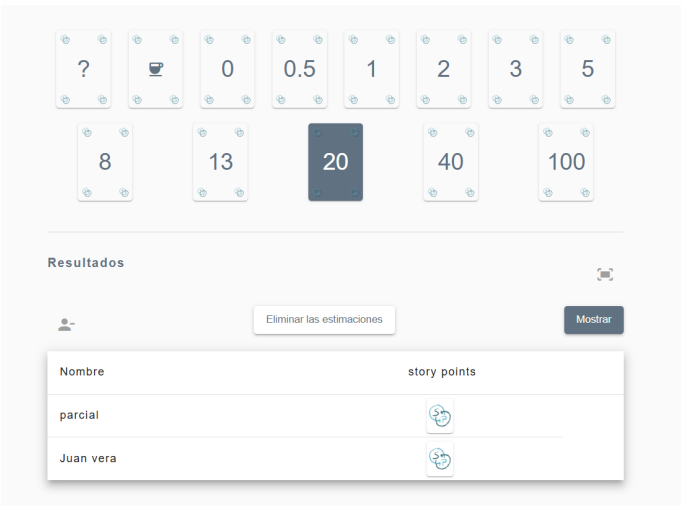 ? 0 0.5 1 2 3 5
8 13 20 40 100
Resultados
Eliminar las estimaciones Mostrar
Nombre story points
parcial
Juan vera